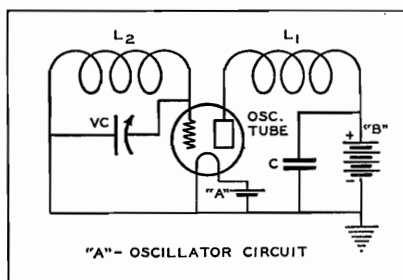 L2 L1
VC
OSC.
TUBE
"B"
+
C
-
"A"
"A"- OSCILLATOR CIRCUIT